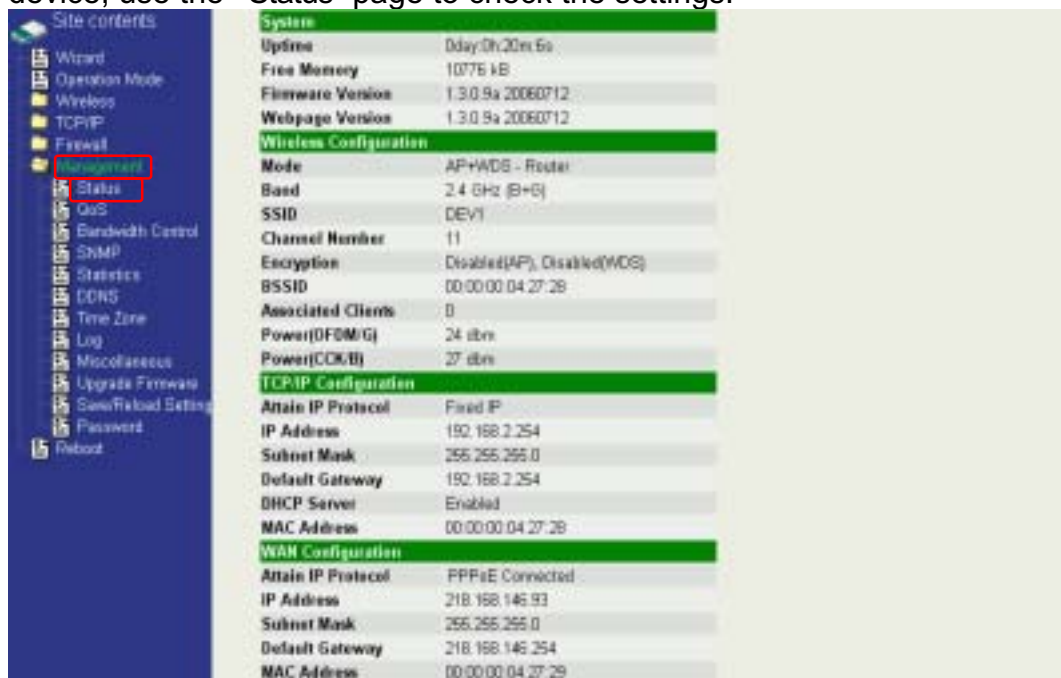 device, use the "Status" page to check the settings.
Site contents
Wizard
Operation Mode
Wireless
TCP/IP
Firewall
Management
Status
QoS
Bandwidth Control
SNMP
Statistics
DDNS
Time Zone
Log
Miscellaneous
Upgrade Firmware
Save/Reload Setting
Password
Reboot
System
Uptime 0day:0h:20m:6s
Free Memory 10776 kB
Firmware Version 1.3.0.9a 20060712
Webpage Version 1.3.0.9a 20060712
Wireless Configuration
Mode AP+WDS - Router
Band 2.4 GHz (B+G)
SSID DEV1
Channel Number 11
Encryption Disabled(AP), Disabled(WDS)
BSSID 00:00:00:04:27:28
Associated Clients 0
Power(OFDM/G) 24 dbm
Power(CCK/B) 27 dbm
TCP/IP Configuration
Attain IP Protocol Fixed IP
IP Address 192.168.2.254
Subnet Mask 255.255.255.0
Default Gateway 192.168.2.254
DHCP Server Enabled
MAC Address 00:00:00:04:27:28
WAN Configuration
Attain IP Protocol PPPoE Connected
IP Address 218.168.146.93
Subnet Mask 255.255.255.0
Default Gateway 218.168.146.254
MAC Address 00:00:00:04:27:29